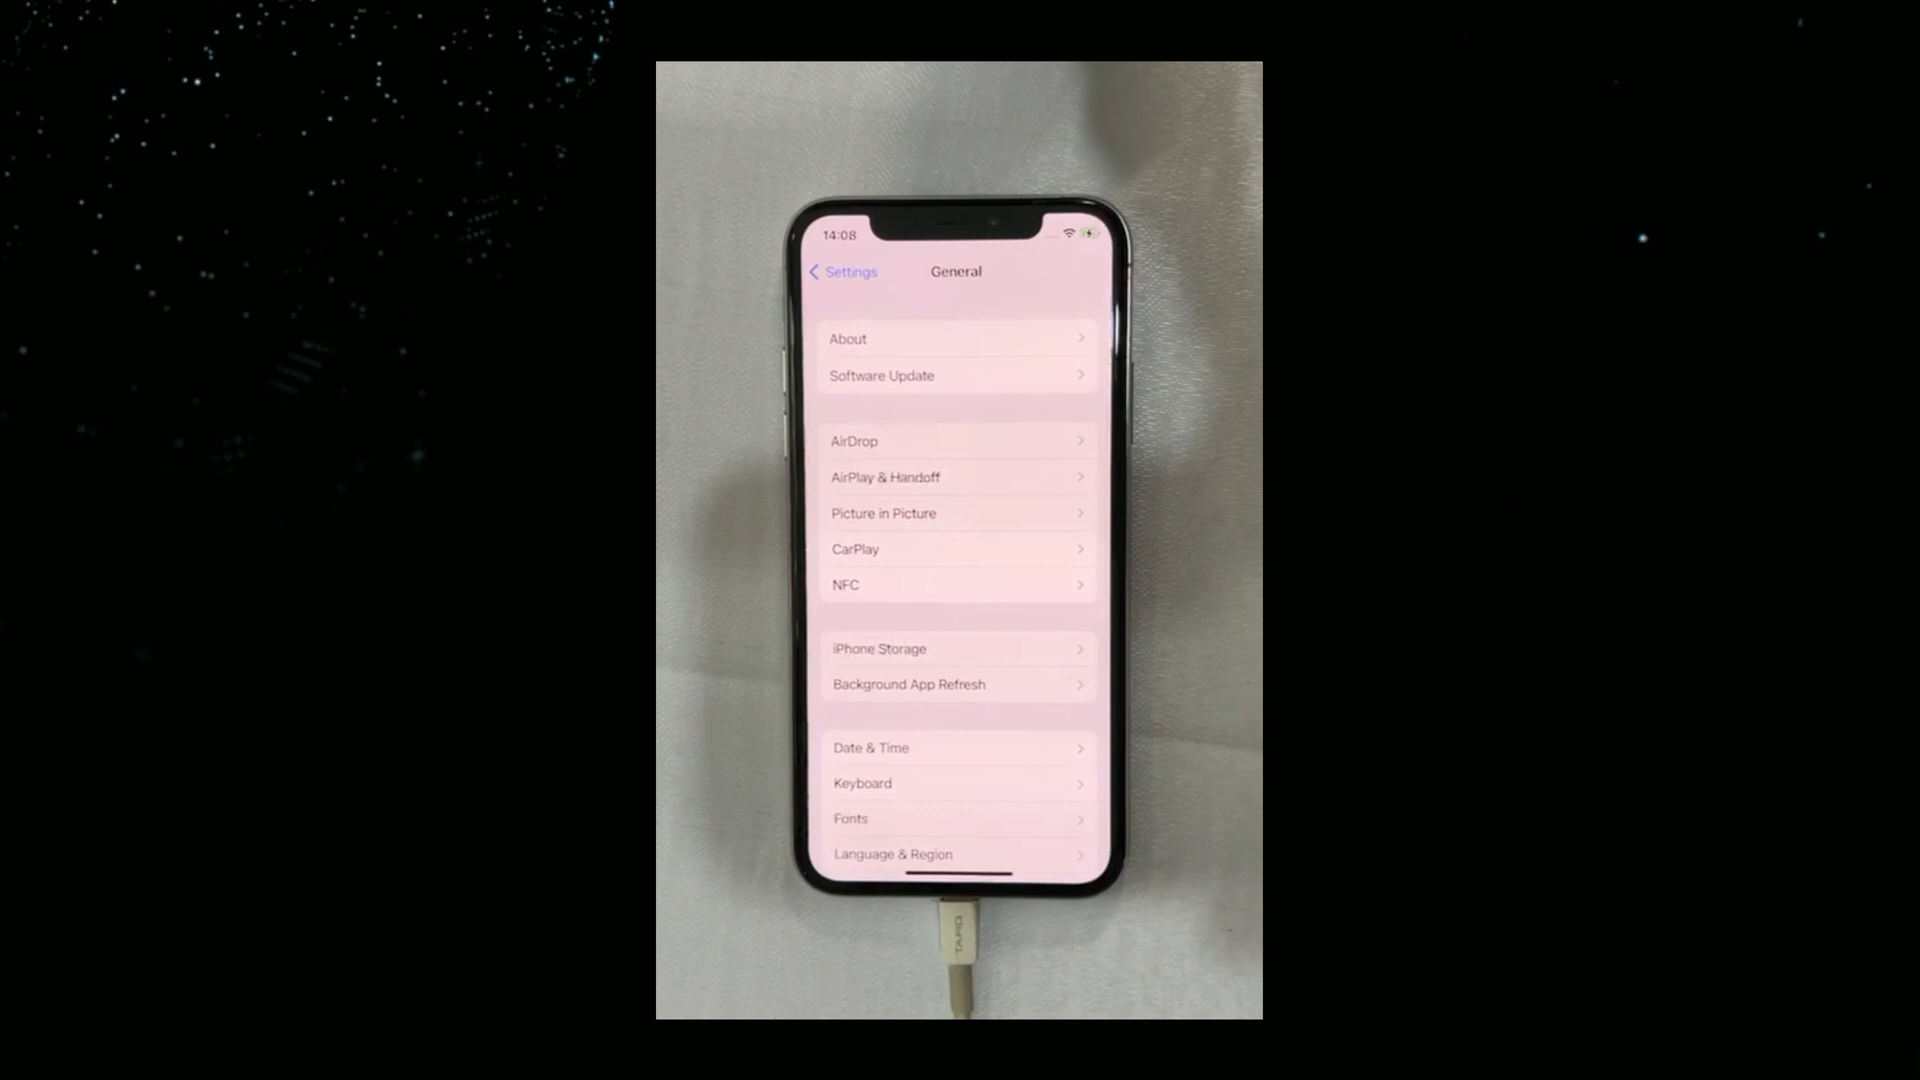 14:08
Settings
General
About
Software Update
AirDrop
AirPlay & Handoff
Picture in Picture
CarPlay
NFC
iPhone Storage
Background App Refresh
Date & Time
Keyboard
Fonts
Language & Region
TARG